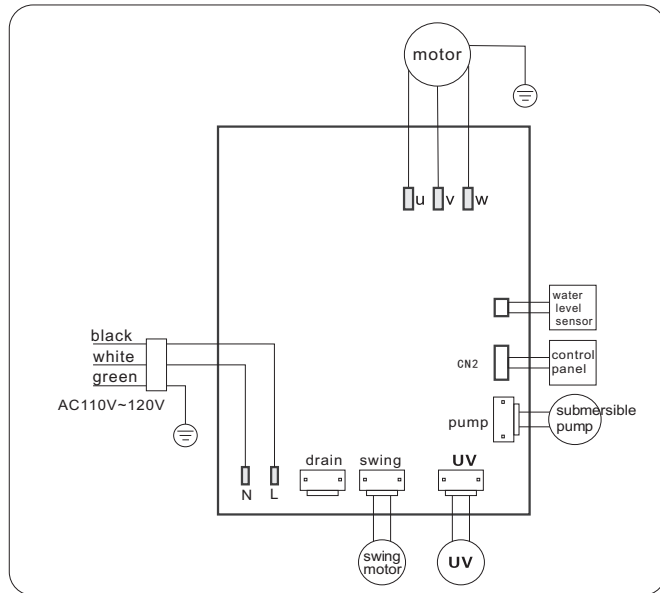 motor
u
v
w
water
level
sensor
black
white
green
AC110V~120V
CN2
control
panel
pump
submersible
pump
drain
swing
UV
N
L
swing
motor
UV